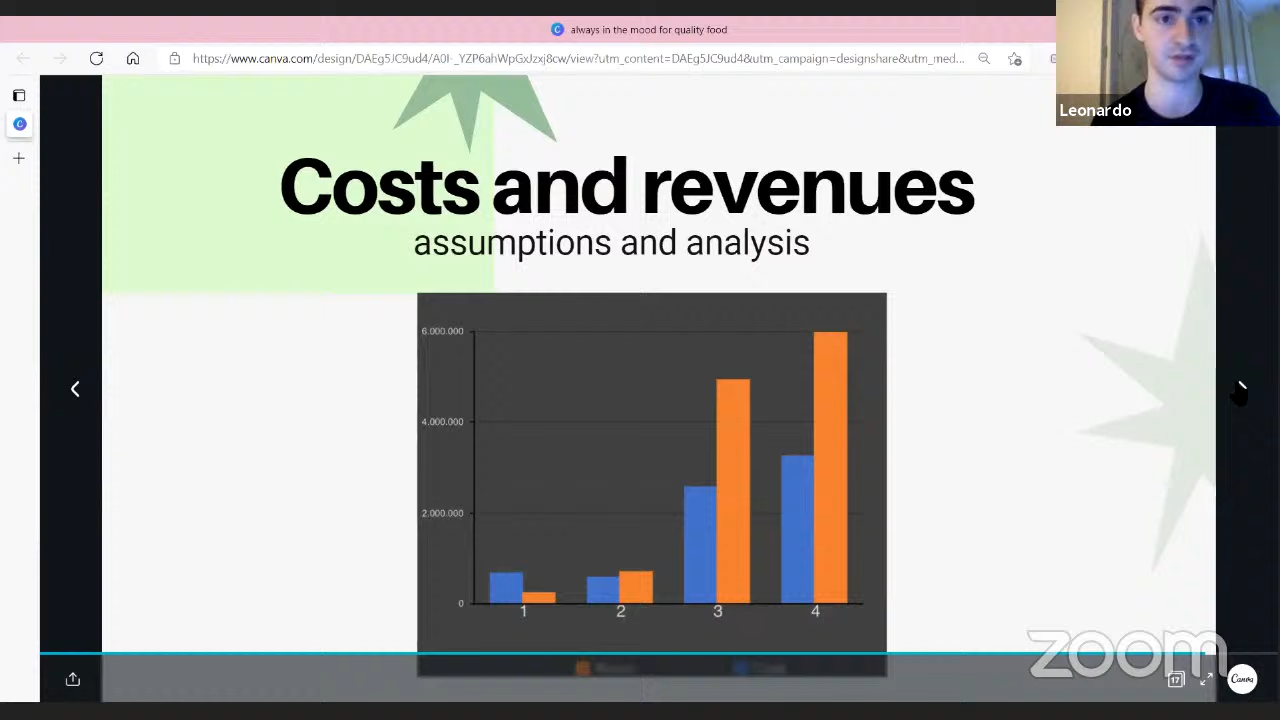 always in the mood for quality food
https://www.canva.com/design/DAEg5JC9ud4/A0I-_YZP6ahWpGxJzxj8cw/view?utm_content=DAEg5JC9ud4&utm_campaign=designshare&utm_med...
Leonardo
Costs and revenues
assumptions and analysis
6.000.000
4.000.000
2.000.000
0
1 2 3 4
zoom
17
Canva